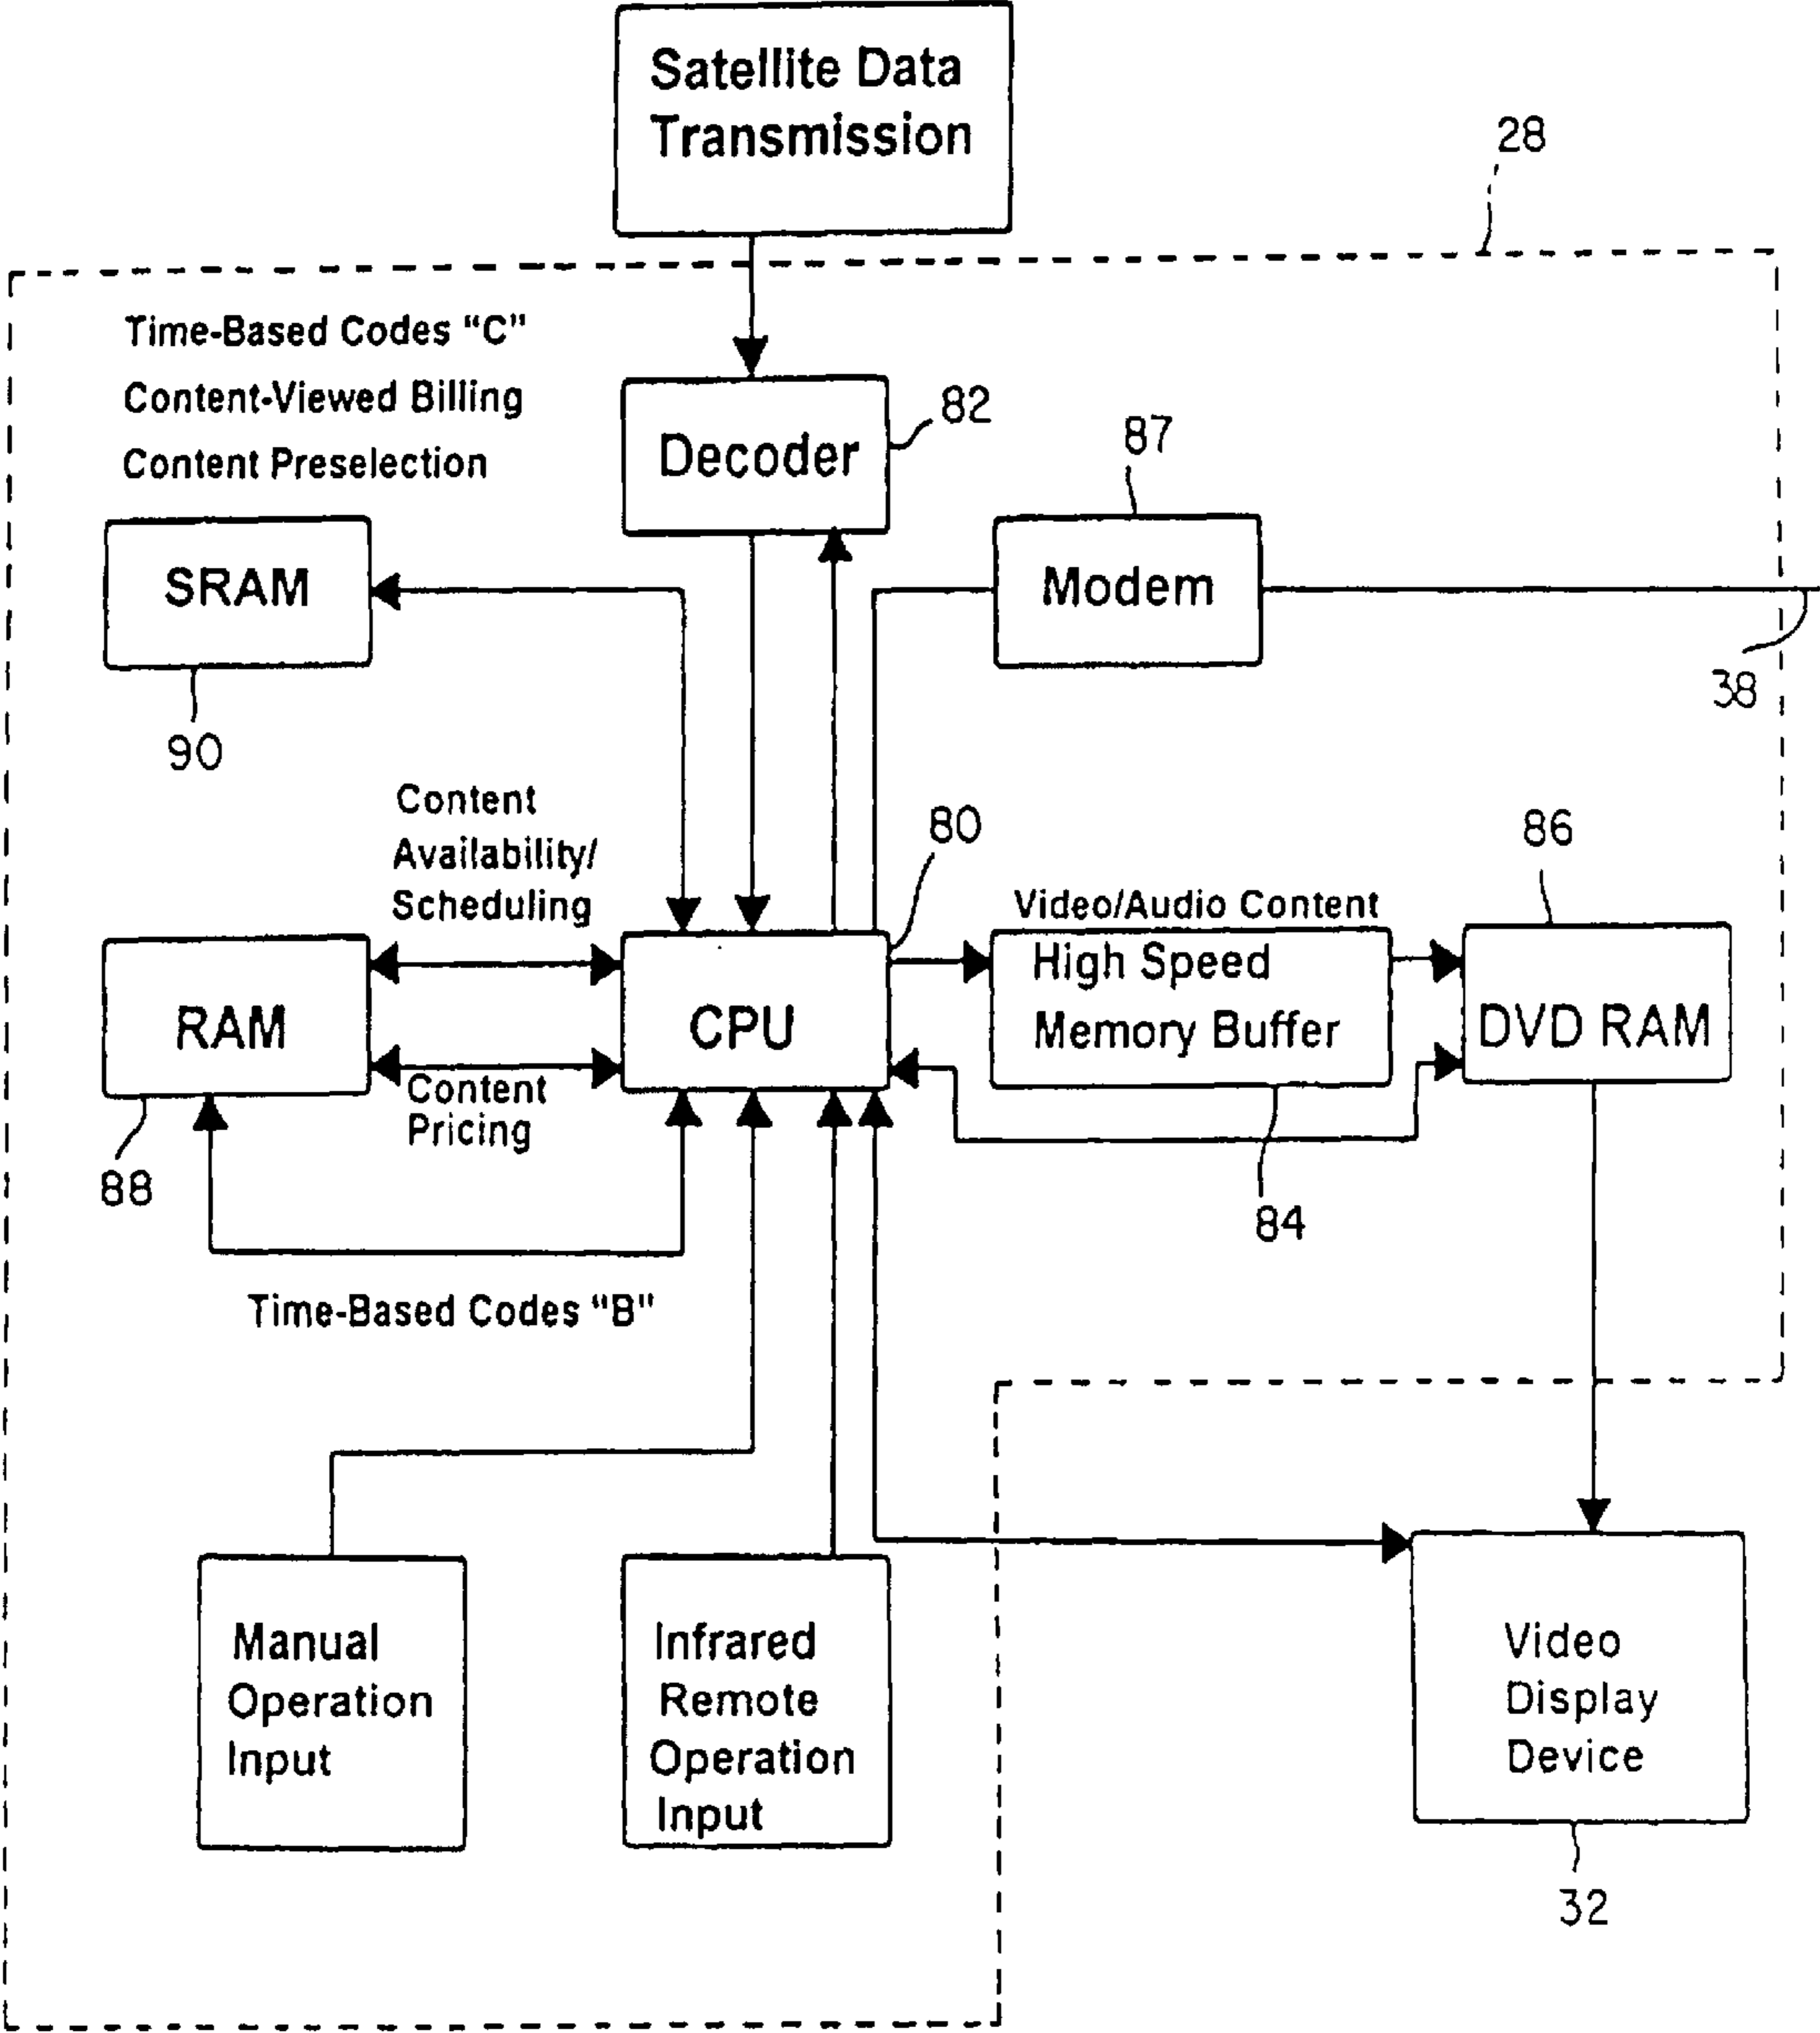 Satellite Data
Transmission
28
Time-Based Codes "C"
Content-Viewed Billing
Content Preselection
Decoder
82
87
SRAM
Modem
90
38
Content
Availability/
Scheduling
80
86
Video/Audio Content
RAM
CPU
High Speed
Memory Buffer
DVD RAM
Content
Pricing
88
84
Time-Based Codes "B"
Manual
Operation
Input
Infrared
Remote
Operation
Input
Video
Display
Device
32